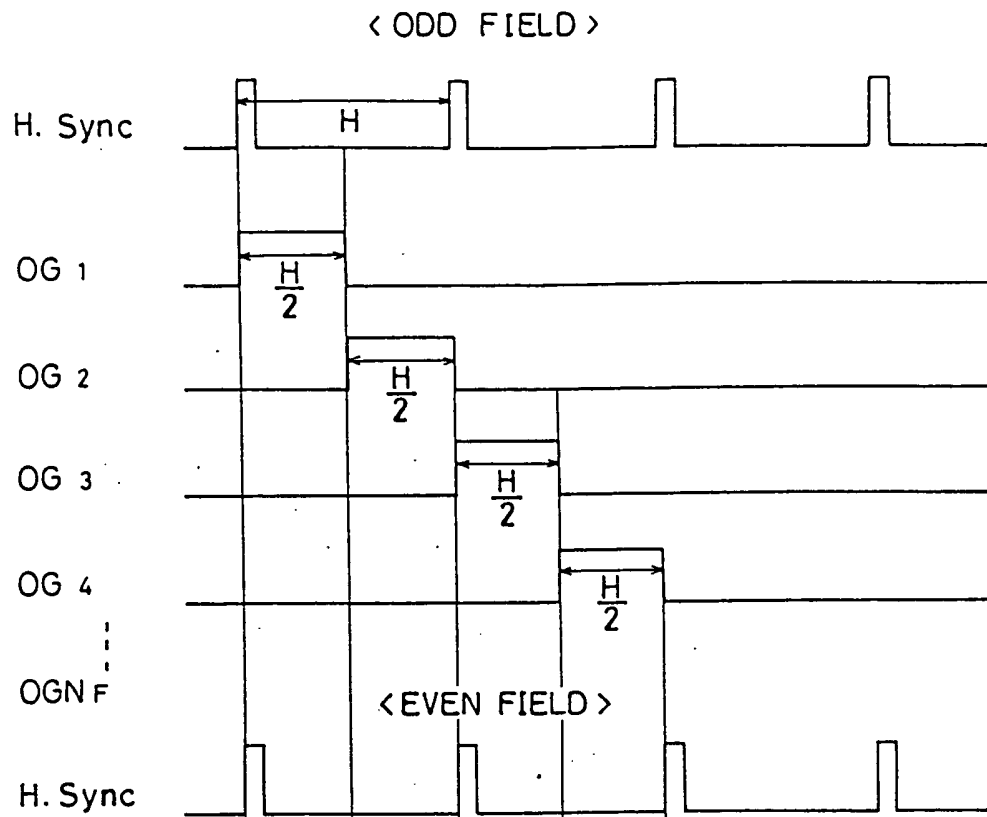 < ODD FIELD >
H. Sync
H
OG 1
H/2
OG 2
H/2
OG 3
H/2
OG 4
H/2
OGN F
< EVEN FIELD >
H. Sync